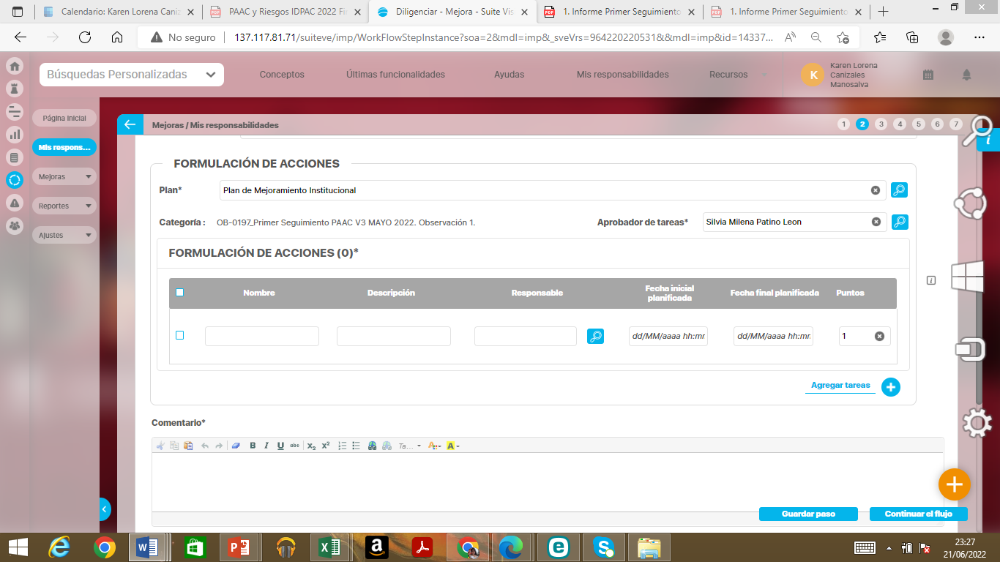 Calendario: Karen Lorena Caniz
PAAC y Riesgos IDPAC 2022 Fin
Diligenciar - Mejora - Suite Vis
1. Informe Primer Seguimiento
1. Informe Primer Seguimiento
No seguro
137.117.81.71/suiteve/imp/WorkFlowStepInstance?soa=2&mdl=imp&_sveVrs=964220220531&&mdl=imp&id=14337...
Búsquedas Personalizadas
Conceptos
Últimas funcionalidades
Ayudas
Mis responsabilidades
Recursos
K
Karen Lorena
Canizales
Manosalva
Página inicial
Mis respons...
Mejoras
Reportes
Ajustes
Mejoras / Mis responsabilidades
1 2 3 4 5 6 7
i
FORMULACIÓN DE ACCIONES
Plan*
Plan de Mejoramiento Institucional
Categoría :
OB-0197_Primer Seguimiento PAAC V3 MAYO 2022. Observación 1.
Aprobador de tareas*
Silvia Milena Patino Leon
FORMULACIÓN DE ACCIONES (0)*
Nombre
Descripción
Responsable
Fecha inicial
planificada
Fecha final planificada
Puntos
dd/MM/aaaa hh:mm
dd/MM/aaaa hh:mm
1
i
Agregar tareas
Comentario*
B I U abc x2 x2
Ta...
A
Guardar paso
Continuar el flujo
23:27
21/06/2022